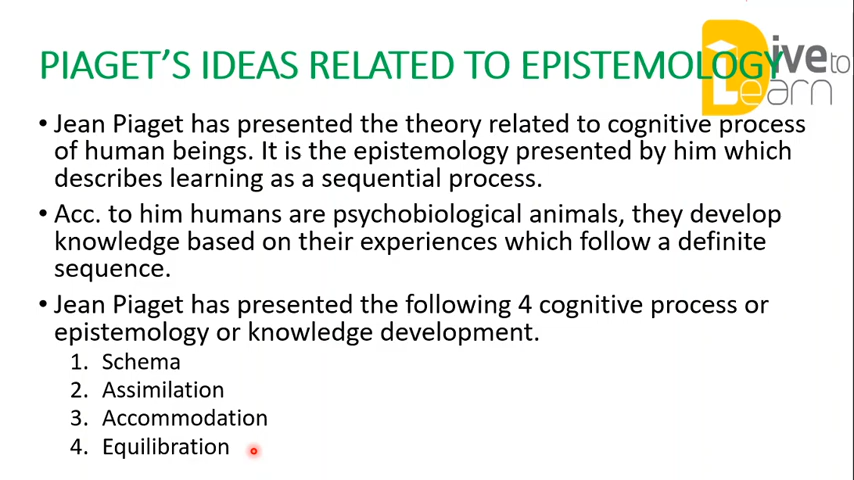 PIAGET'S IDEAS RELATED TO EPISTEMOLOGY
Dive to
Learn
• Jean Piaget has presented the theory related to cognitive process
of human beings. It is the epistemology presented by him which
describes learning as a sequential process.
• Acc. to him humans are psychobiological animals, they develop
knowledge based on their experiences which follow a definite
sequence.
• Jean Piaget has presented the following 4 cognitive process or
epistemology or knowledge development.
1. Schema
2. Assimilation
3. Accommodation
4. Equilibration